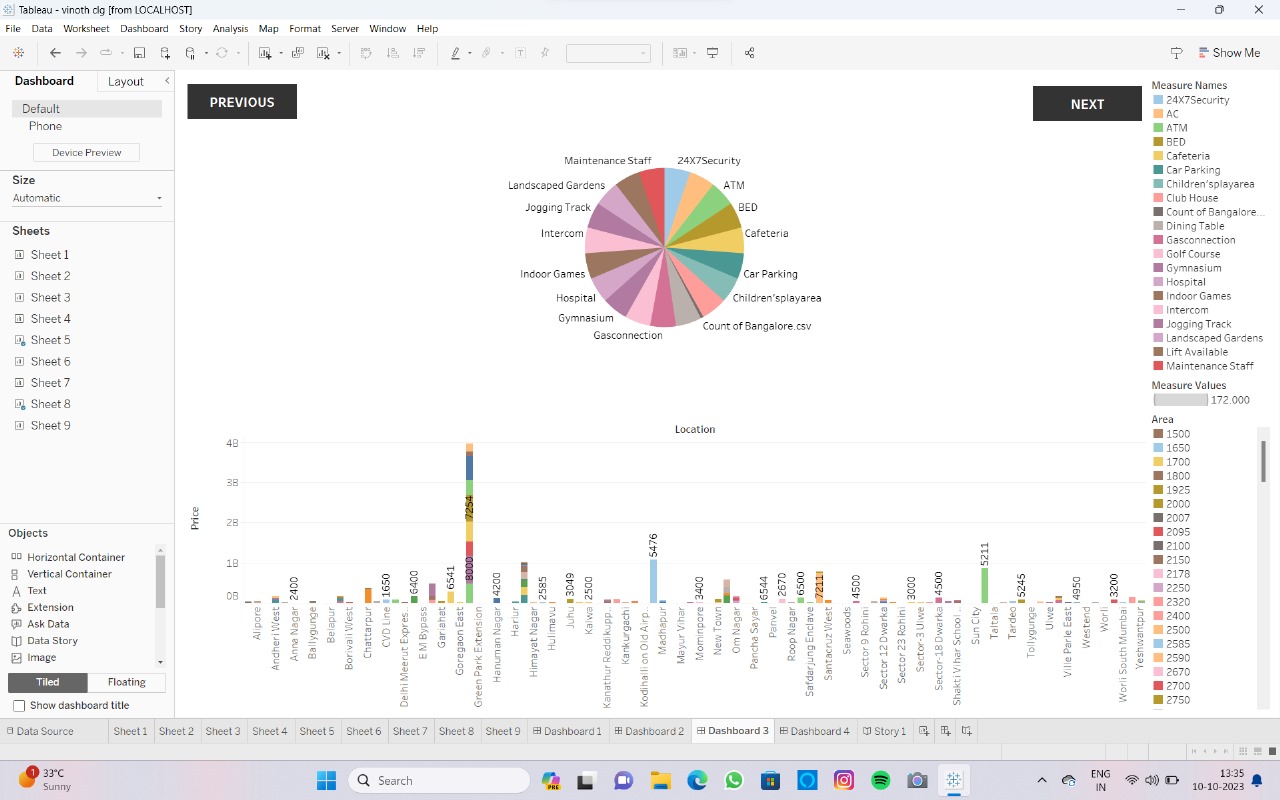 Tableau - vinoth clg [from LOCALHOST]
File Data Worksheet Dashboard Story Analysis Map Format Server Window Help
Show Me
Dashboard Layout
Default
Phone
Device Preview
Size
Automatic
Sheets
Sheet 1
Sheet 2
Sheet 3
Sheet 4
Sheet 5
Sheet 6
Sheet 7
Sheet 8
Sheet 9
Objects
Horizontal Container
Vertical Container
Text
Extension
Ask Data
Data Story
Image
Tiled Floating
Show dashboard title
PREVIOUS
NEXT
Maintenance Staff
24X7Security
Landscaped Gardens
ATM
Jogging Track
BED
Intercom
Cafeteria
Indoor Games
Car Parking
Hospital
Children'splayarea
Gymnasium
Count of Bangalore.csv
Gasconnection
Location
Price
4B
3B
2B
1B
0B
2400
1650
6400
6541
8000
7254
4200
2585
3049
2500
5476
3400
6544
2670
6500
7211
4500
3000
4500
5211
5245
4950
3200
Alipore
Andheri West
Anna Nagar
Ballygunge
Belapur
Borivali West
Chattarpur
CVD Line
Delhi Meerut Expres..
E M Bypass
Gariahat
Goregaon East
Green Park Extension
Hanuman Nagar
Harlur
Himayat Nagar
Hulimavu
Juhu
Kalwa
Kanathur Reddikupp..
Kankurgachi
Kodihalli on Old Airp..
Madhapur
Mayur Vihar
Mominpore
New Town
Om Nagar
Pancha Sayar
Panvel
Roop Nagar
Safdarjung Enclave
Santacruz West
Seawoods
Sector 9 Rohini
Sector 12 Dwarka
Sector 23 Rohini
Sector-3 Ulwe
Sector-18 Dwarka
Shakti Vihar School ..
Sun City
Taltala
Tardeo
Tollygunge
Ulwe
Ville Parle East
Westend
Worli
Worli South Mumbai
Yeshwantpur
Measure Names
24X7Security
AC
ATM
BED
Cafeteria
Car Parking
Children'splayarea
Club House
Count of Bangalore...
Dining Table
Gasconnection
Golf Course
Gymnasium
Hospital
Indoor Games
Intercom
Jogging Track
Landscaped Gardens
Lift Available
Maintenance Staff
Measure Values
172.000
Area
1500
1650
1700
1800
1925
2000
2007
2095
2100
2150
2178
2250
2320
2400
2500
2585
2590
2670
2700
2750
Data Source Sheet 1 Sheet 2 Sheet 3 Sheet 4 Sheet 5 Sheet 6 Sheet 7 Sheet 8 Sheet 9 Dashboard 1 Dashboard 2 Dashboard 3 Dashboard 4 Story 1
1
33°C
Sunny
Search
PRE
ENG
IN
13:35
10-10-2023